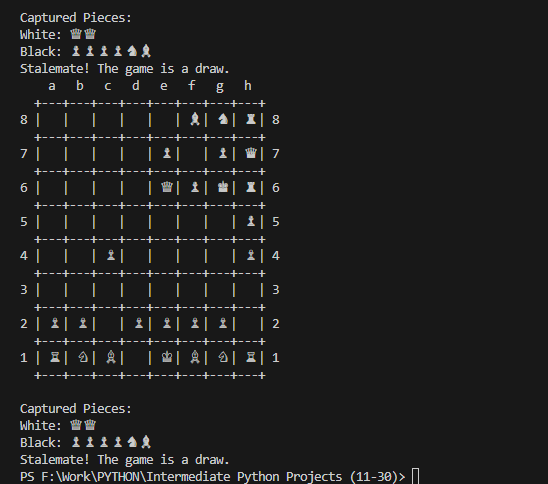 Captured Pieces:
White: ♕♕
Black: ♟♟♟♟♞♝
Stalemate! The game is a draw.
    a   b   c   d   e   f   g   h
  +---+---+---+---+---+---+---+---+
8 |   |   |   |   |   | ♝| ♞| ♜| 8
  +---+---+---+---+---+---+---+---+
7 |   |   |   |   | ♟|   | ♟| ♛| 7
  +---+---+---+---+---+---+---+---+
6 |   |   |   |   | ♕| ♟| ♚| ♜| 6
  +---+---+---+---+---+---+---+---+
5 |   |   |   |   |   |   |   | ♟| 5
  +---+---+---+---+---+---+---+---+
4 |   |   | ♙|   |   |   |   | ♙| 4
  +---+---+---+---+---+---+---+---+
3 |   |   |   |   |   |   |   |   | 3
  +---+---+---+---+---+---+---+---+
2 | ♙| ♙|   | ♙| ♙| ♙| ♙|   | 2
  +---+---+---+---+---+---+---+---+
1 | ♖| ♘| ♗|   | ♔| ♗| ♘| ♖| 1
  +---+---+---+---+---+---+---+---+
Captured Pieces:
White: ♕♕
Black: ♟♟♟♟♞♝
Stalemate! The game is a draw.
PS F:\Work\PYTHON\Intermediate Python Projects (11-30)>